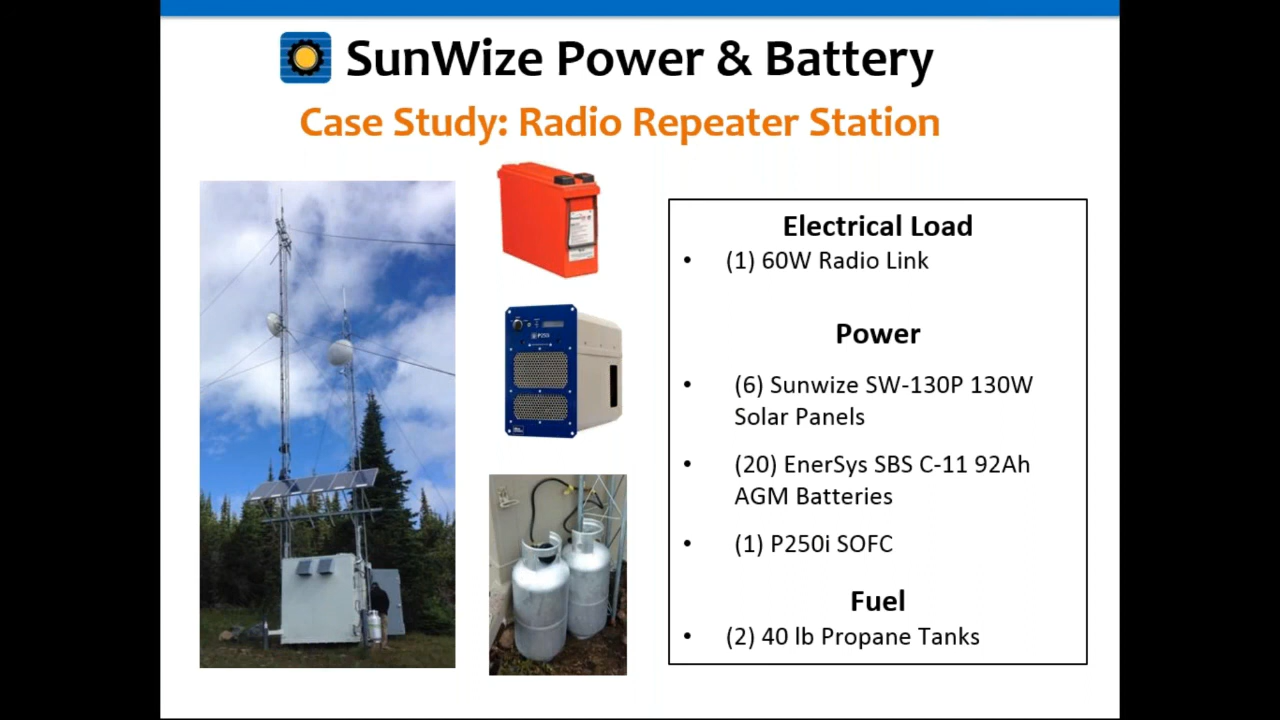 SunWize Power & Battery
Case Study: Radio Repeater Station
P250i
Electrical Load
• (1) 60W Radio Link
Power
• (6) Sunwize SW-130P 130W
Solar Panels
• (20) EnerSys SBS C-11 92Ah
AGM Batteries
• (1) P250i SOFC
Fuel
• (2) 40 lb Propane Tanks